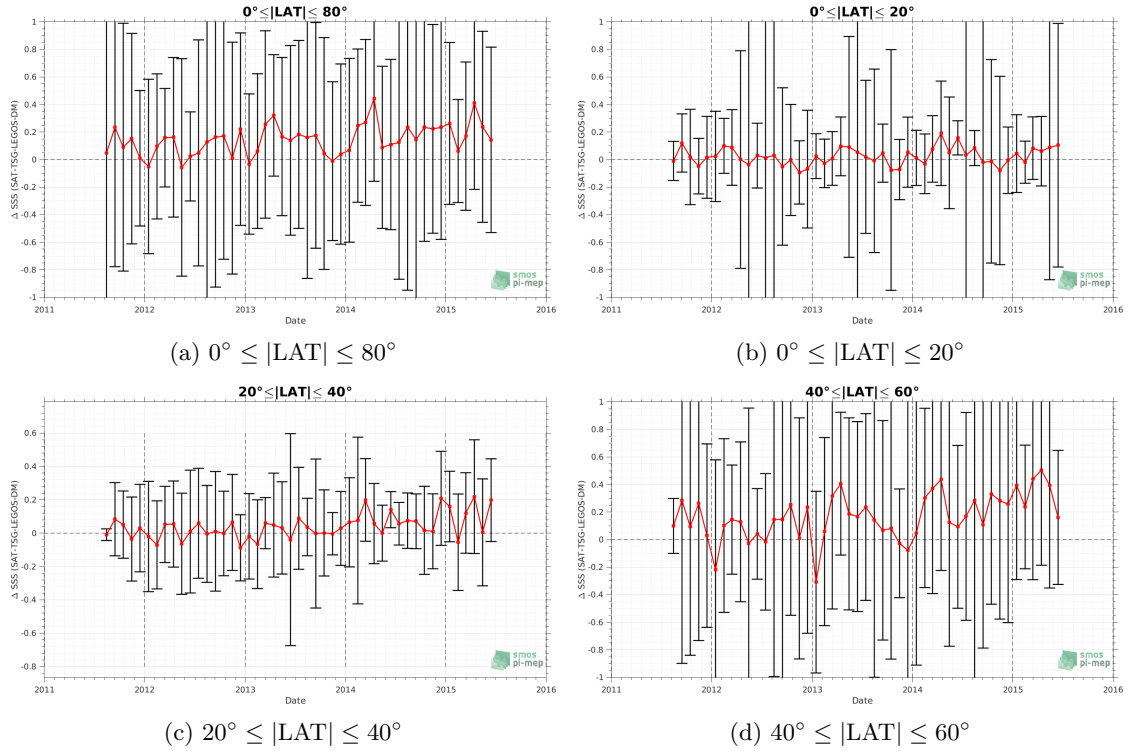 0°≤|LAT|≤ 80°
Δ SSS (SAT-TSG-LEGOS-DM)
1
0.8
0.6
0.4
0.2
0
-0.2
-0.4
-0.6
-0.8
-1
2011 2012 2013 2014 2015 2016
Date
smos
pi-mep
(a) 0° ≤ |LAT| ≤ 80°
0°≤|LAT|≤ 20°
Δ SSS (SAT-TSG-LEGOS-DM)
1
0.8
0.6
0.4
0.2
0
-0.2
-0.4
-0.6
-0.8
-1
2011 2012 2013 2014 2015 2016
Date
smos
pi-mep
(b) 0° ≤ |LAT| ≤ 20°
20°≤|LAT|≤ 40°
Δ SSS (SAT-TSG-LEGOS-DM)
0.6
0.4
0.2
0
-0.2
-0.4
-0.6
-0.8
2011 2012 2013 2014 2015 2016
Date
smos
pi-mep
(c) 20° ≤ |LAT| ≤ 40°
40°≤|LAT|≤ 60°
Δ SSS (SAT-TSG-LEGOS-DM)
1
0.8
0.6
0.4
0.2
0
-0.2
-0.4
-0.6
-0.8
-1
2011 2012 2013 2014 2015 2016
Date
smos
pi-mep
(d) 40° ≤ |LAT| ≤ 60°